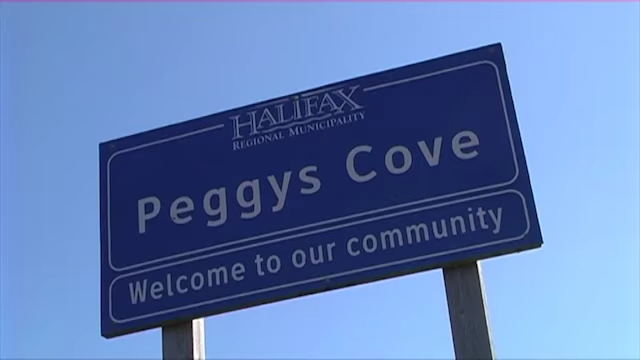 HALIFAX
REGIONAL MUNICIPALITY
Peggys Cove
Welcome to our community